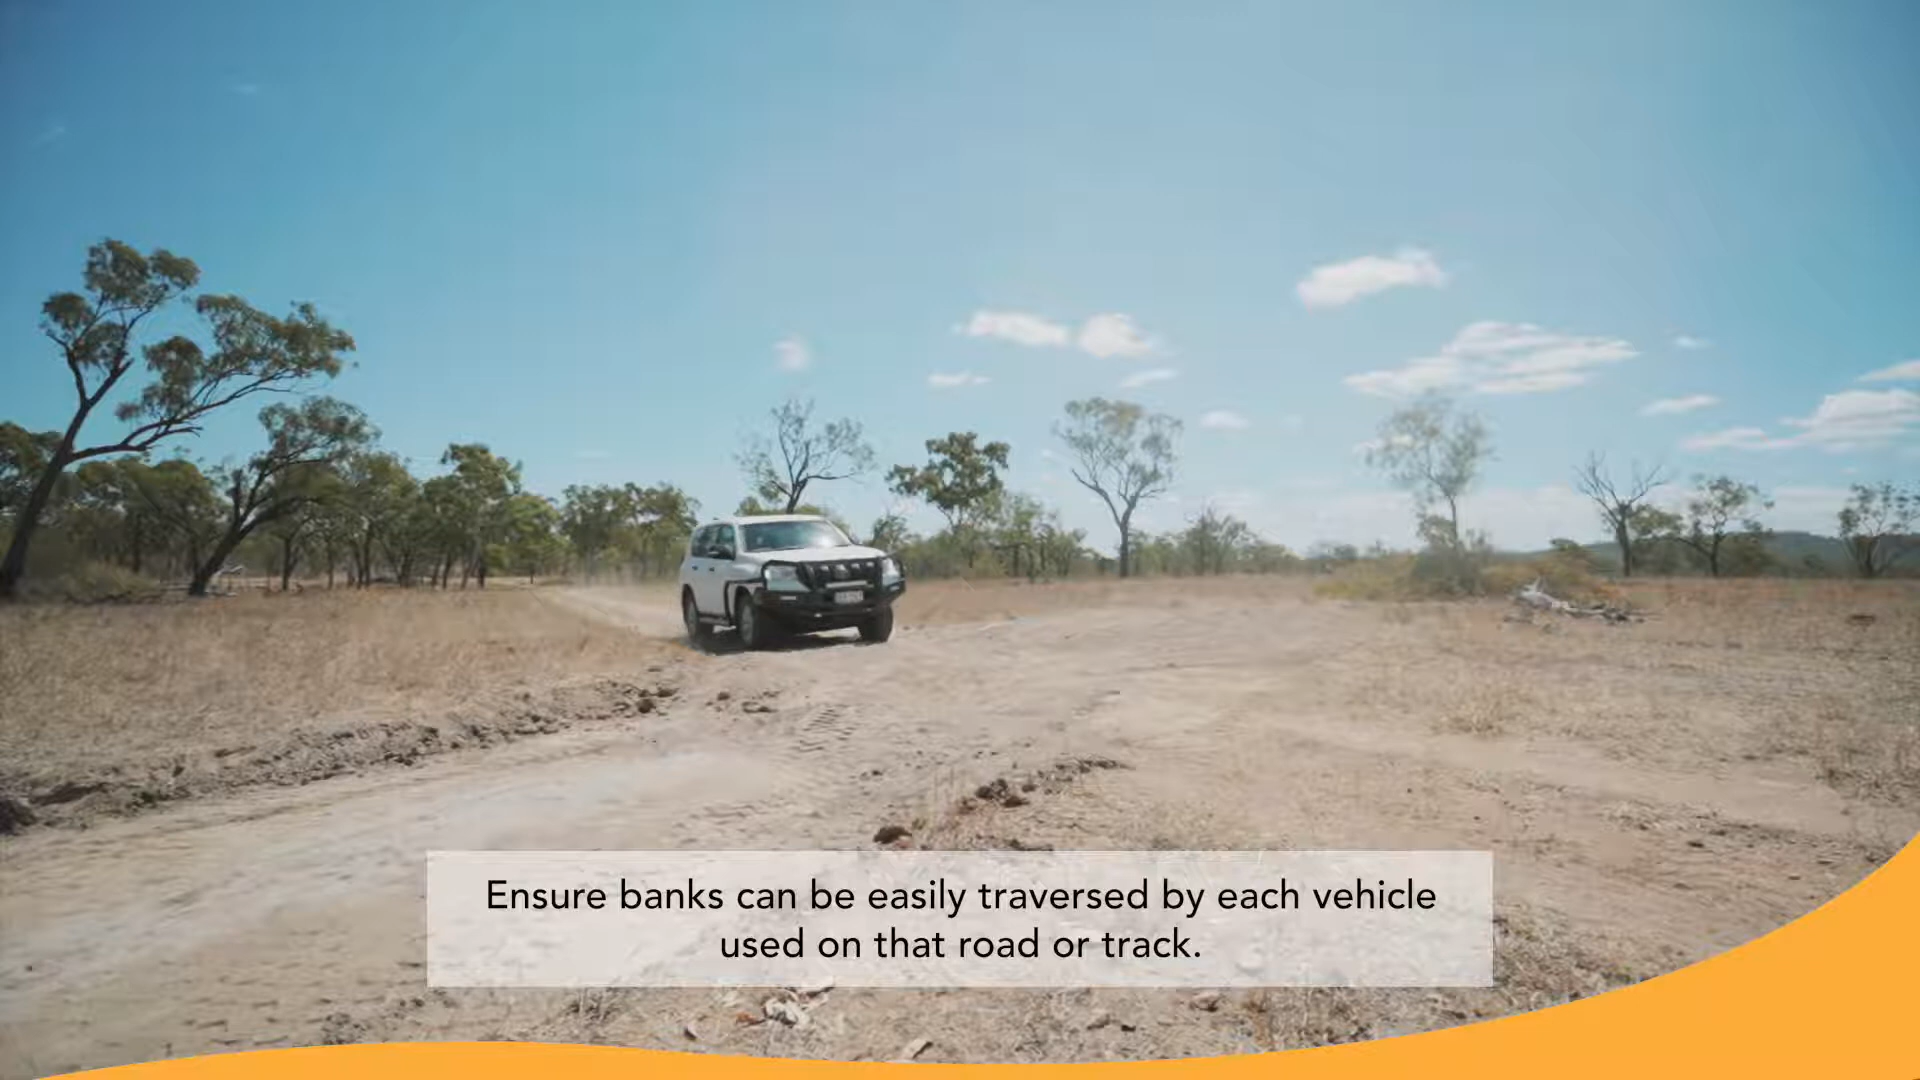 Ensure banks can be easily traversed by each vehicle
used on that road or track.